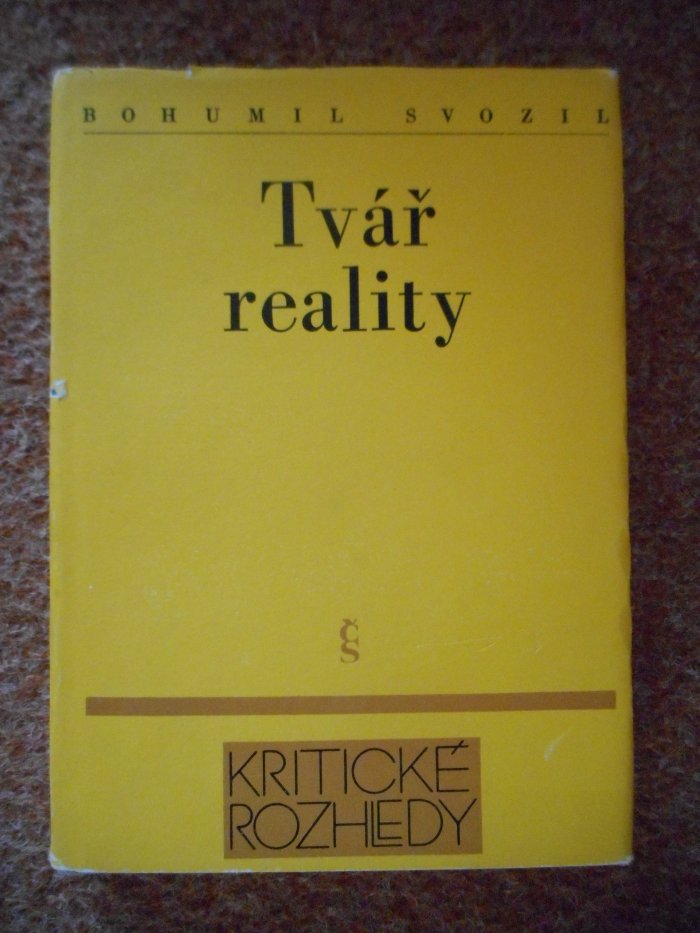 BOHUMIL SVOZIL
Tvář
reality
čs
KRITICKÉ
ROZHLEDY